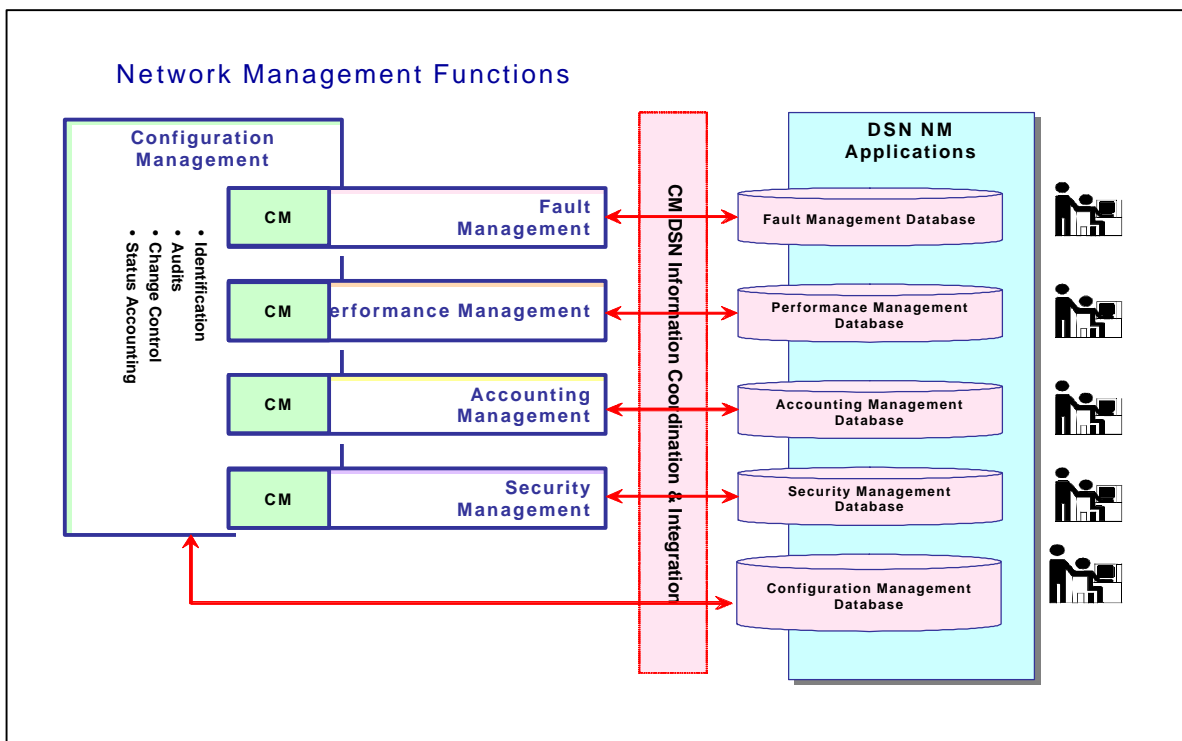 Network Management Functions
Configuration
Management
• Identification
• Audits
• Change Control
• Status Accounting
CM
Fault
Management
CM
erformance Management
CM
Accounting
Management
CM
Security
Management
CM DSN Information Coordination & Integration
DSN NM
Applications
Fault Management Database
Performance Management
Database
Accounting Management
Database
Security Management
Database
Configuration Management
Database